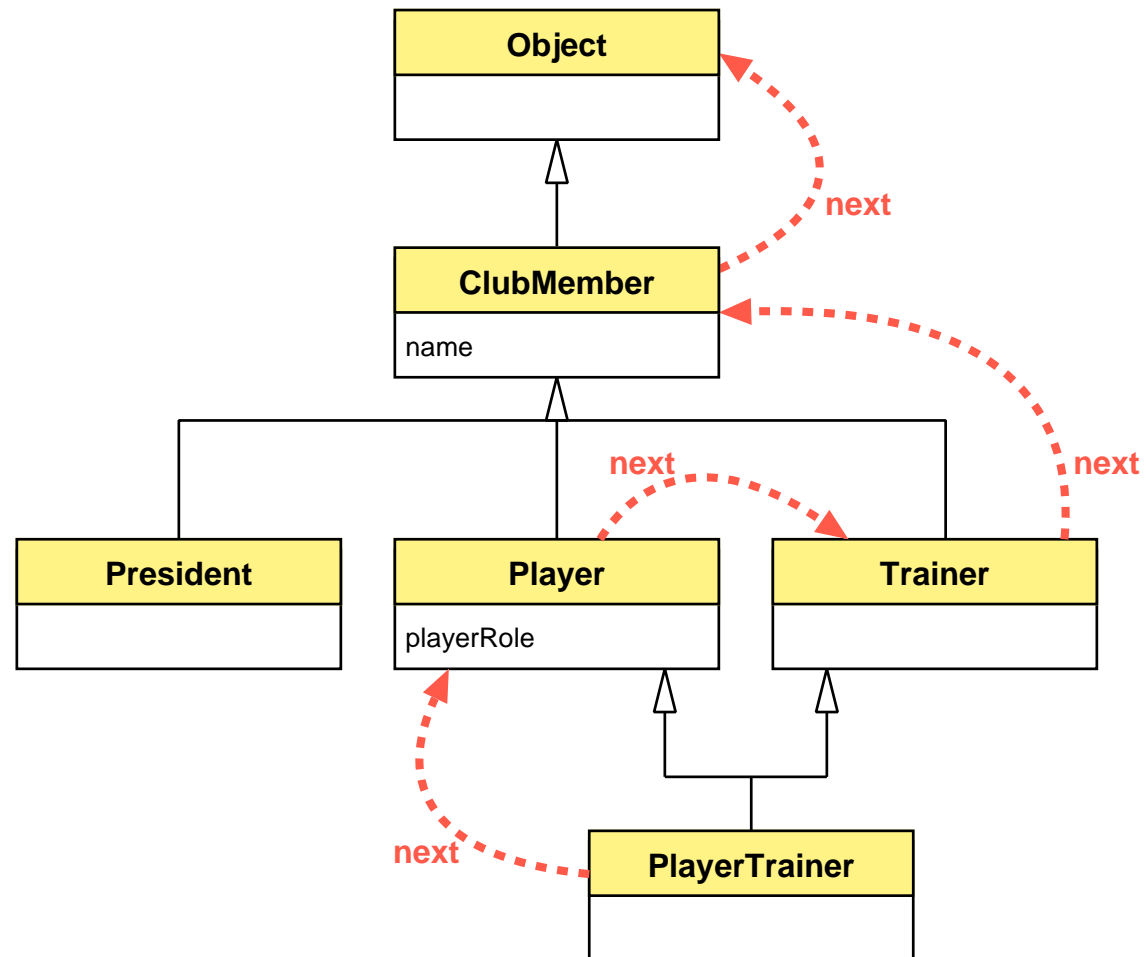 Object
next
ClubMember
name
next
next
President
Player
Trainer
playerRole
next
PlayerTrainer